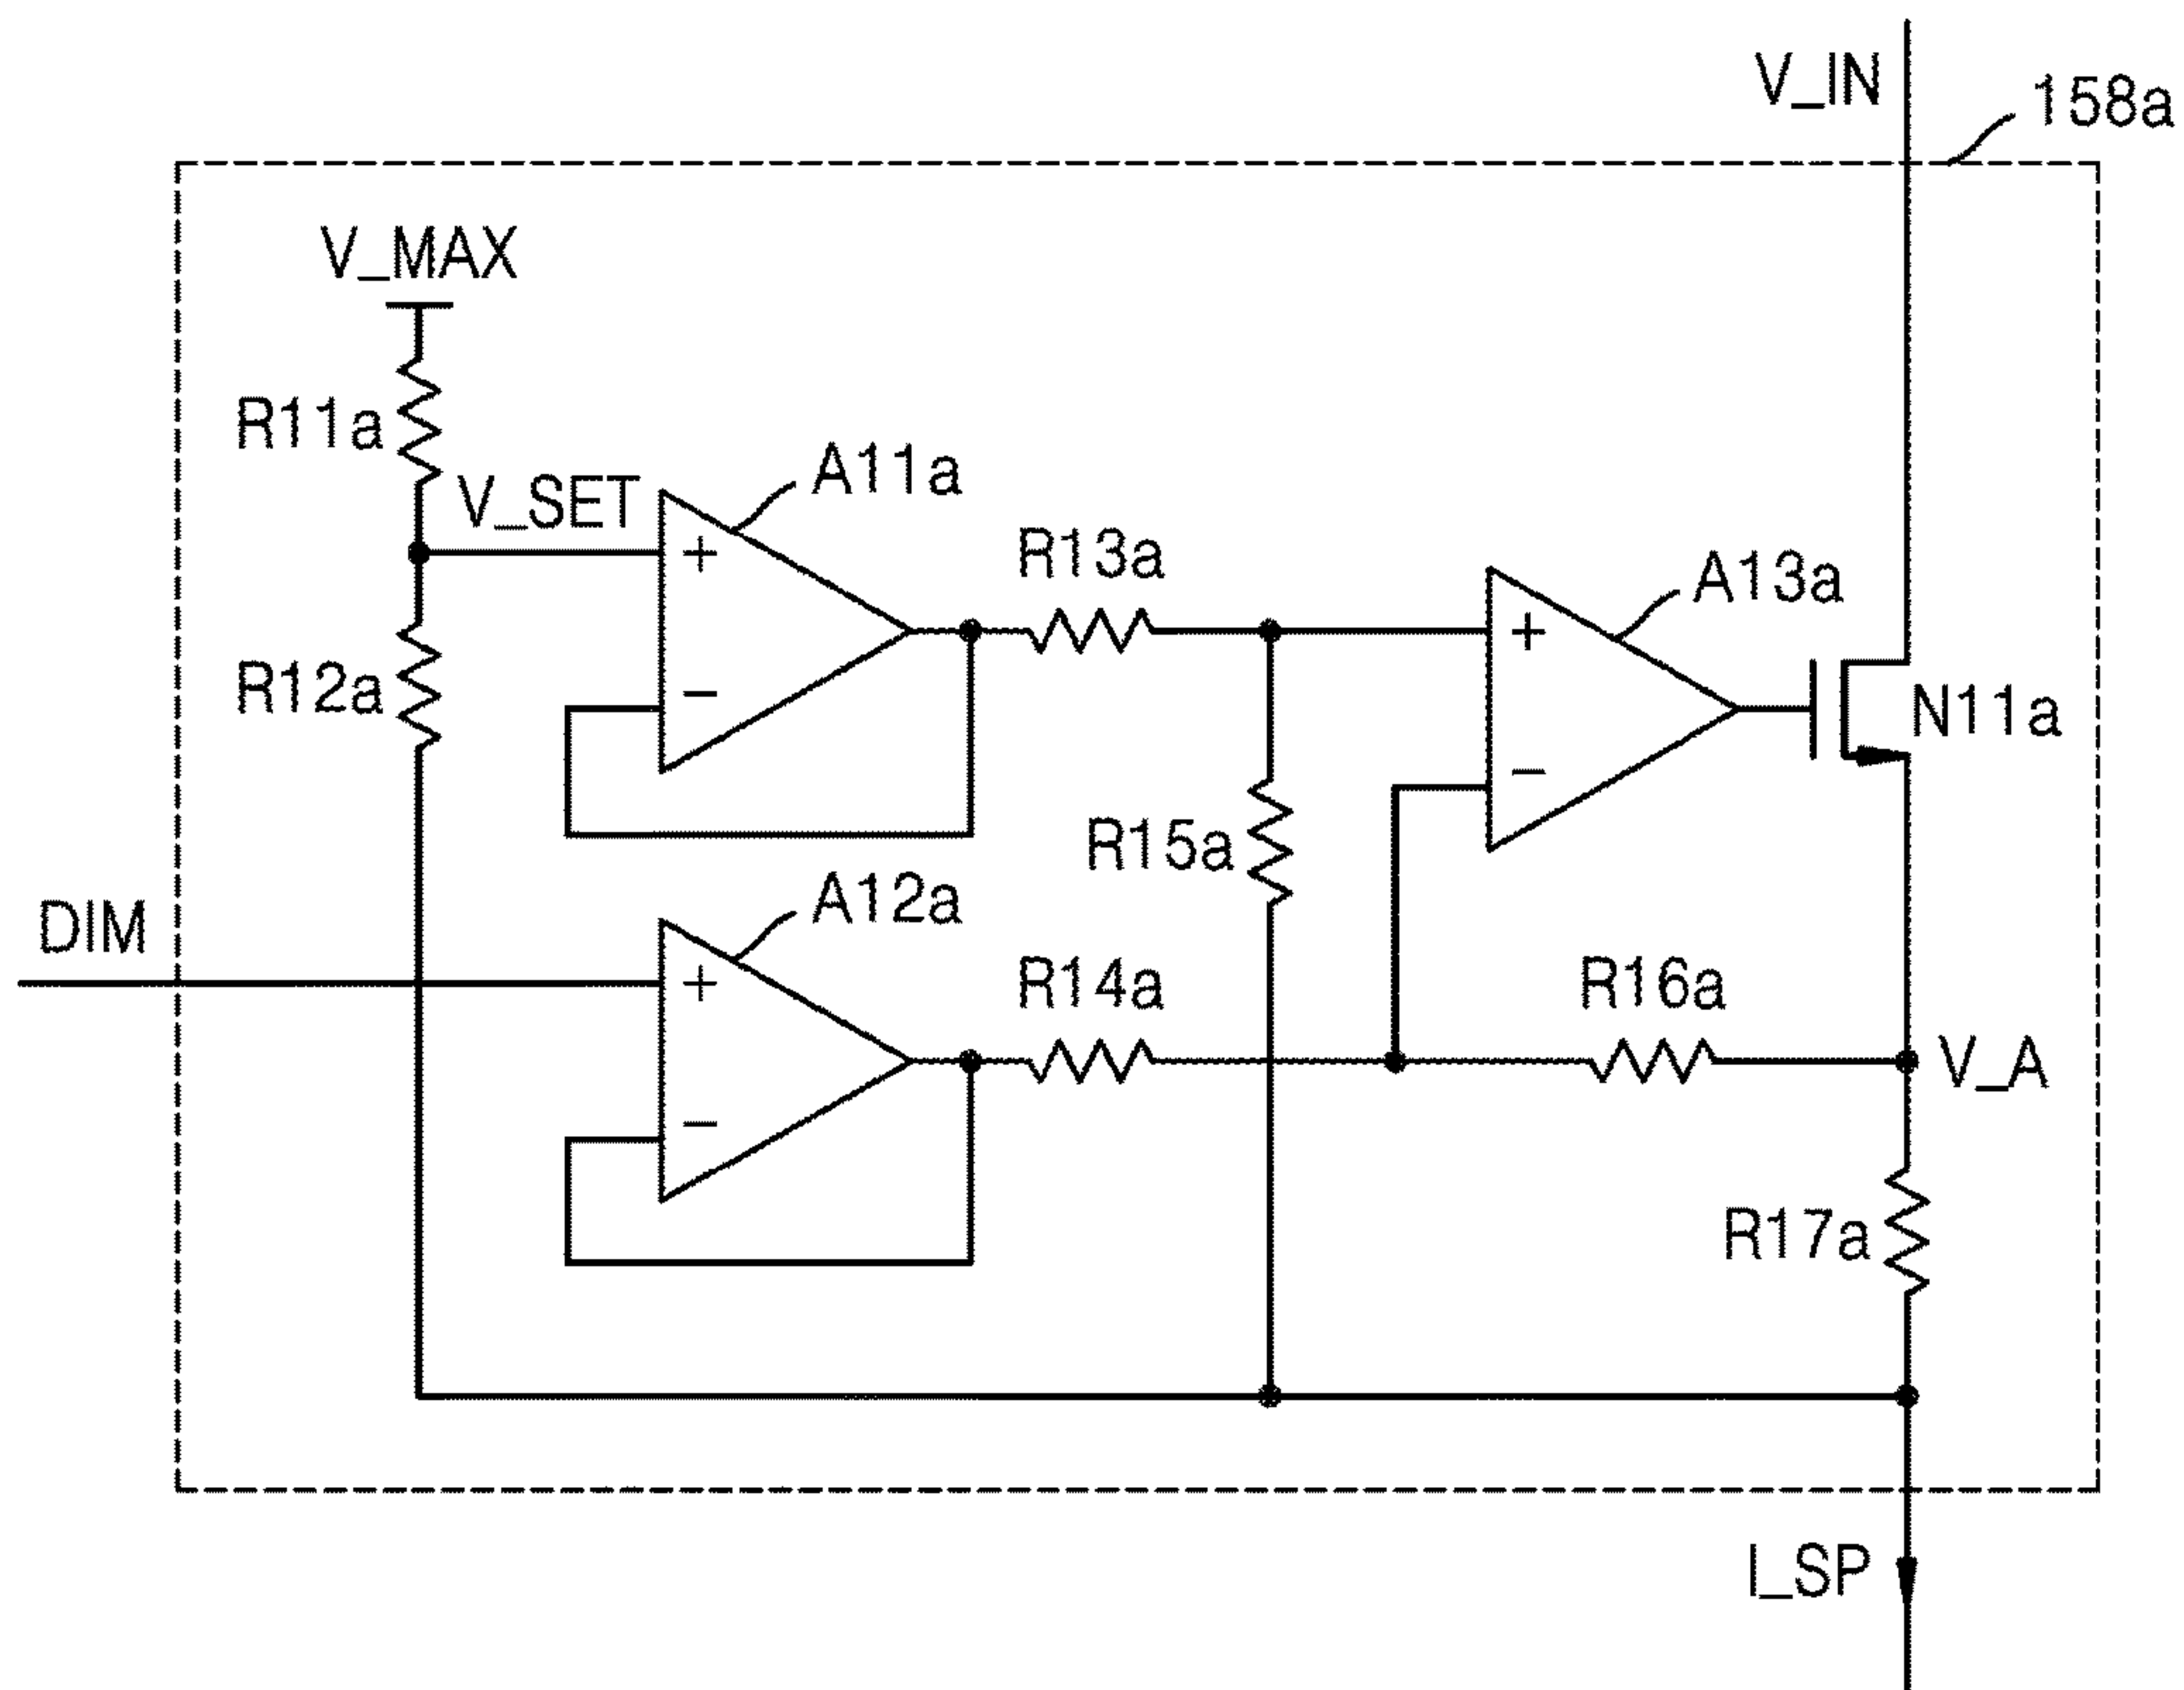 V_IN
158a
V_MAX
R11a
V_SET
A11a
+
-
R13a
A13a
+
-
R12a
N11a
R15a
DIM
A12a
+
-
R14a
R16a
V_A
R17a
I_SP